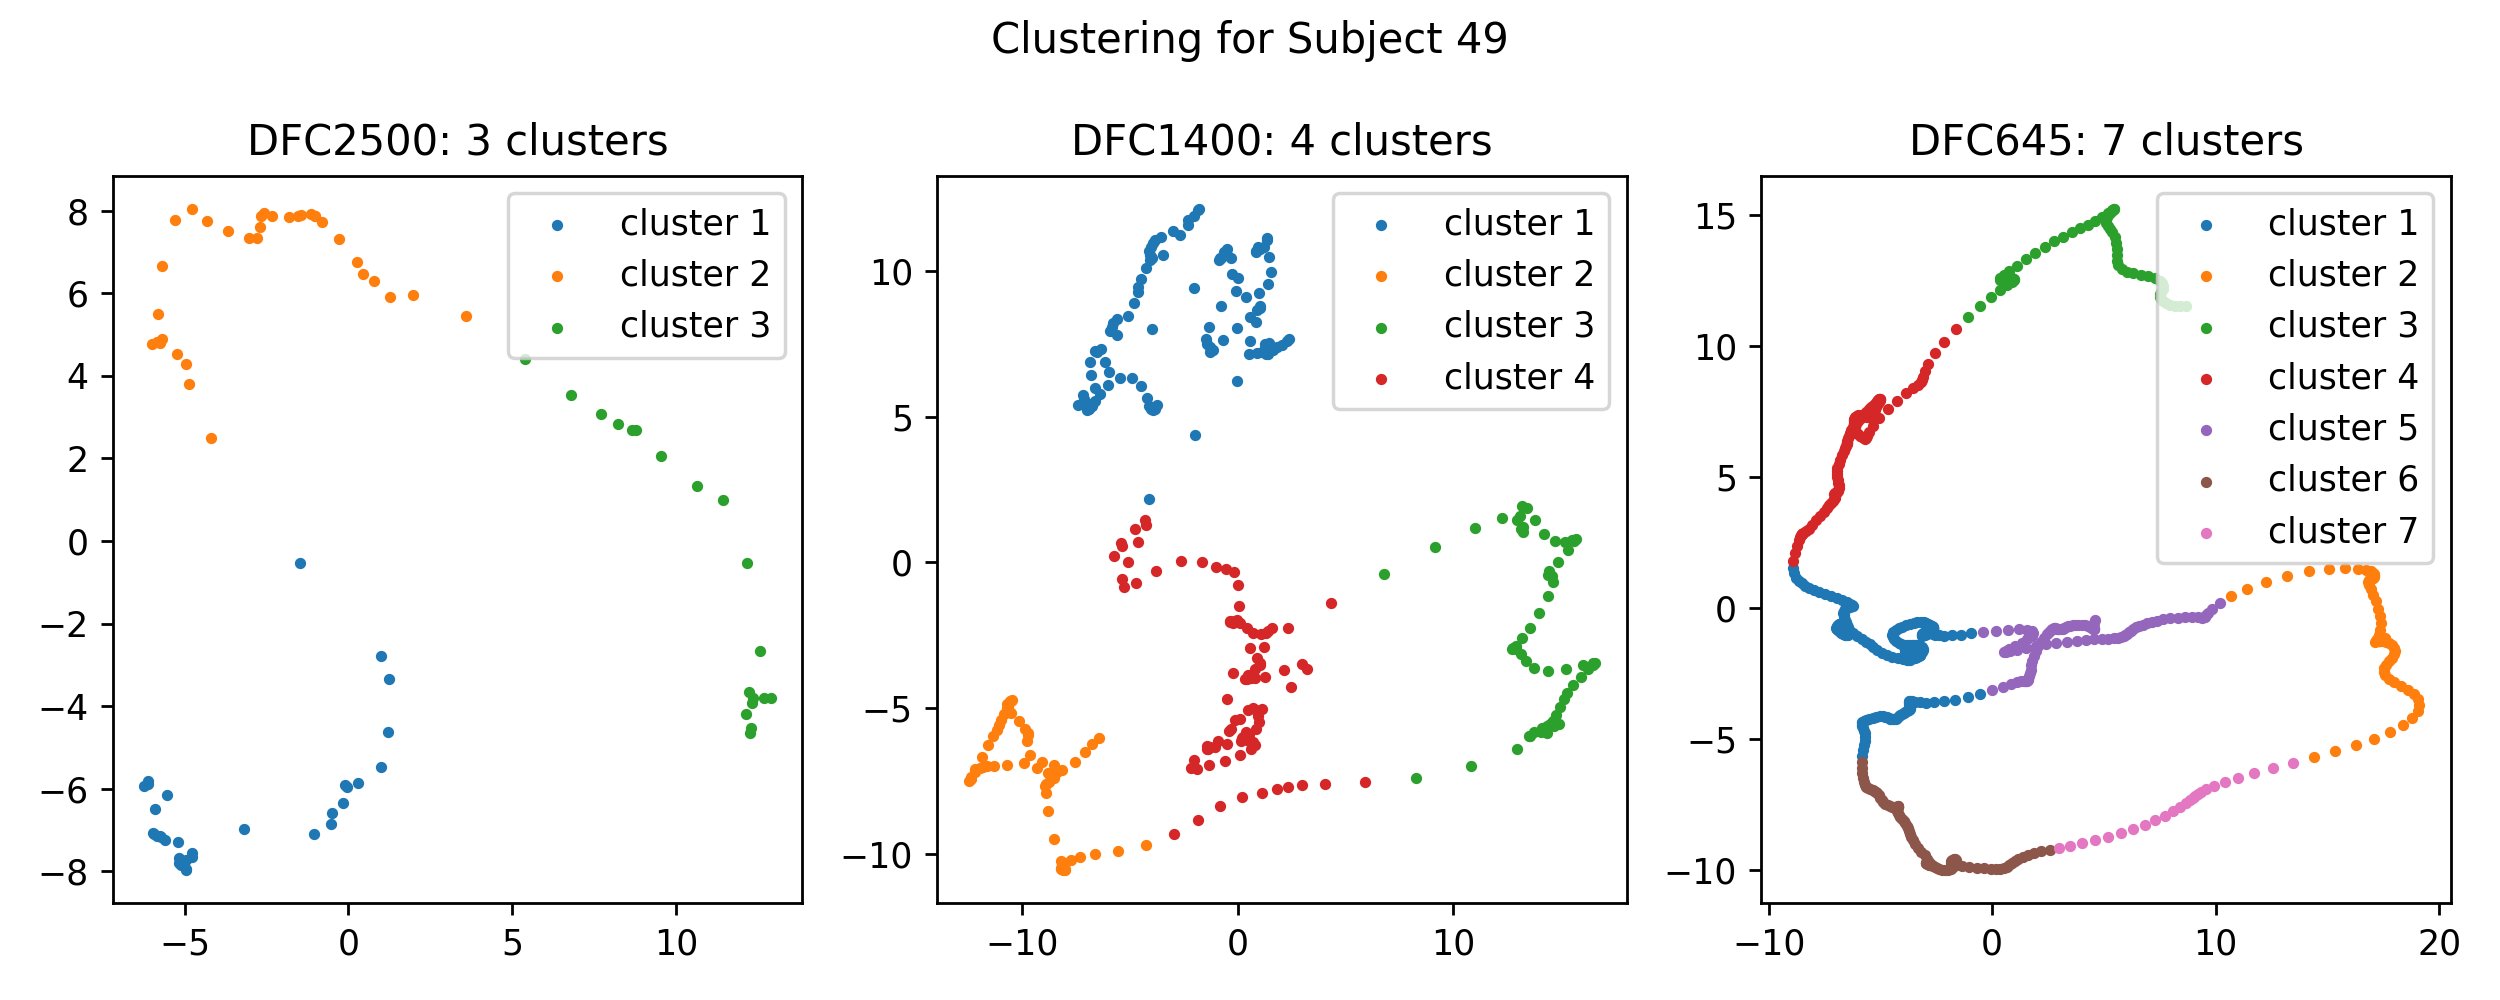 Clustering for Subject 49
DFC2500: 3 clusters
8
6
4
2
0
−2
−4
−6
−8
−5
0
5
10
cluster 1
cluster 2
cluster 3
DFC1400: 4 clusters
10
5
0
−5
−10
−10
0
10
cluster 1
cluster 2
cluster 3
cluster 4
DFC645: 7 clusters
15
10
5
0
−5
−10
−10
0
10
20
cluster 1
cluster 2
cluster 3
cluster 4
cluster 5
cluster 6
cluster 7